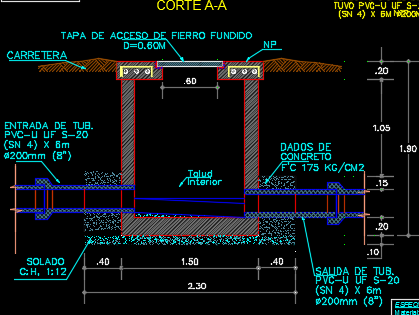 CORTE A-A
TUVO PVC-U UF S-
(SN 4) X 6M
TAPA DE ACCESO DE FIERRO FUNDIDO
D=0.60M
NP
CARRETERA
.60
.20
1.05
1.90
ENTRADA DE TUB.
PVC-U UF S-20
(SN 4) X 6m
ø200mm (8")
DADOS DE
CONCRETO
F'C 175 KG/CM2
Talud
Interior
.15
.20
.10
SOLADO
C:H, 1:12
.40
1.50
.40
2.30
SALIDA DE TUB.
PVC-U UF S-20
(SN 4) X 6m
ø200mm (8")
ESPECI